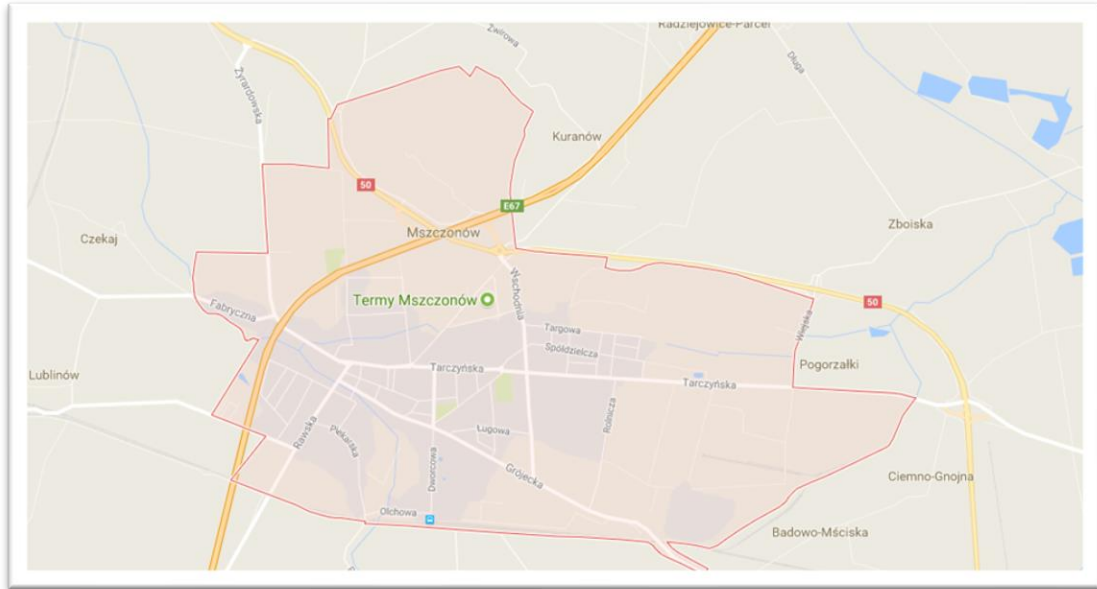 Radziejowice-Parcel
Żwirowa
Długa
Żyrardowska
Kuranów
50
E67
Zboiska
Mszczonów
Czekaj
Wschodnia
Termy Mszczonów
50
Fabryczna
Wiejska
Targowa
Spółdzielcza
Pogorzałki
Lublinów
Tarczyńska
Tarczyńska
Rolnicza
Rawska
Piekarska
Ługowa
Dworcowa
Grójecka
Ciemno-Gnojna
Olchowa
Badowo-Mściska